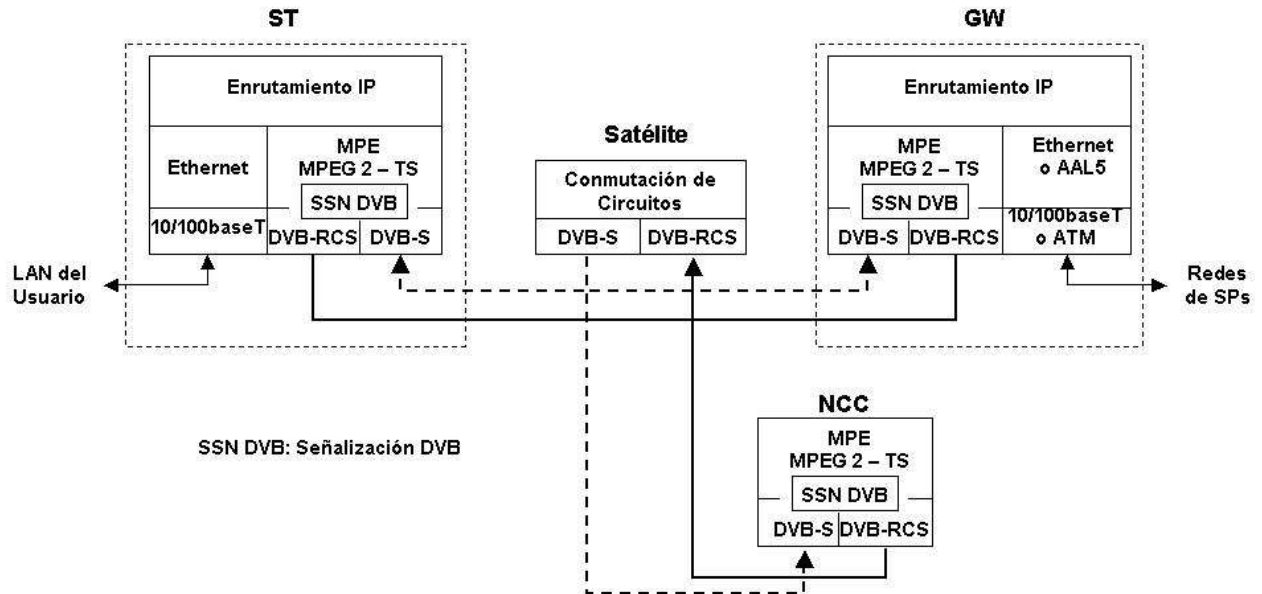 ST
Enrutamiento IP
Ethernet
MPE
MPEG 2 – TS
SSN DVB
10/100baseT
DVB-RCS
DVB-S
LAN del
Usuario
Satélite
Conmutación de
Circuitos
DVB-S
DVB-RCS
GW
Enrutamiento IP
MPE
MPEG 2 – TS
SSN DVB
DVB-S
DVB-RCS
Ethernet
o AAL5
10/100baseT
o ATM
Redes
de SPs
NCC
MPE
MPEG 2 – TS
SSN DVB
DVB-S
DVB-RCS
SSN DVB: Señalización DVB